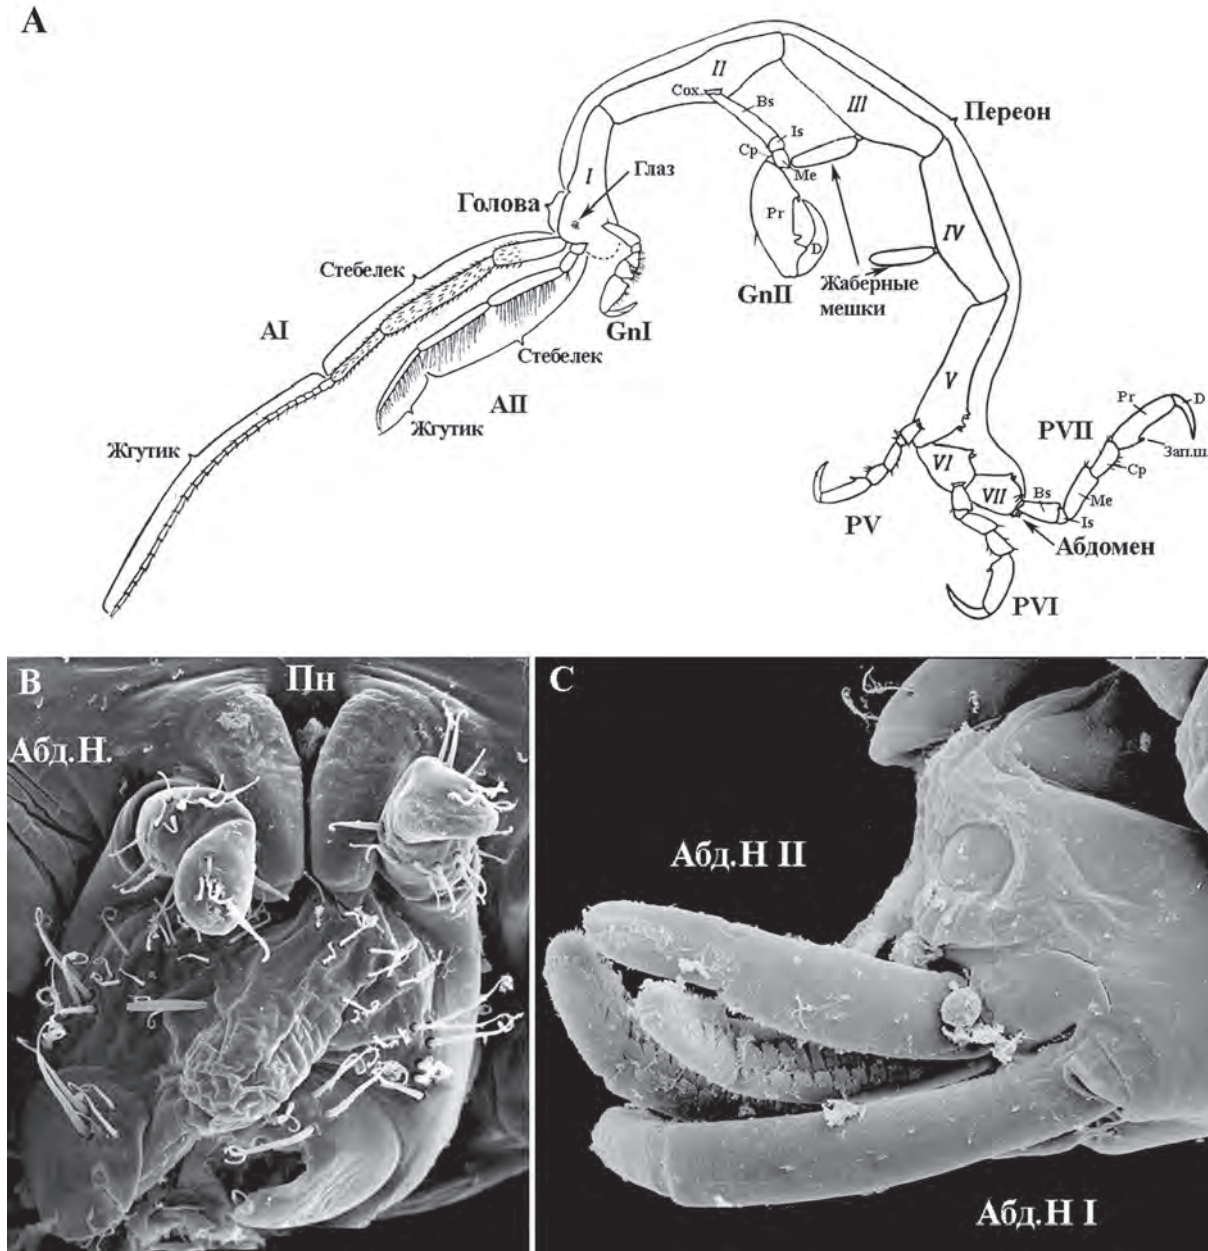 A
II
Cox.
Bs
III
Переон
Is
Cp
Me
I
Глаз
Голова
Pr
IV
D
Стебелек
GnII
Жаберные
мешки
GnI
AI
Стебелек
V
AII
Pr
D
PVII
Жгутик
Зап.ш.
Cp
Жгутик
VI
VII
Bs
Me
Is
PV
Абдомен
PVI
B
Пн
C
Абд.Н.
Абд.Н II
Абд.Н I